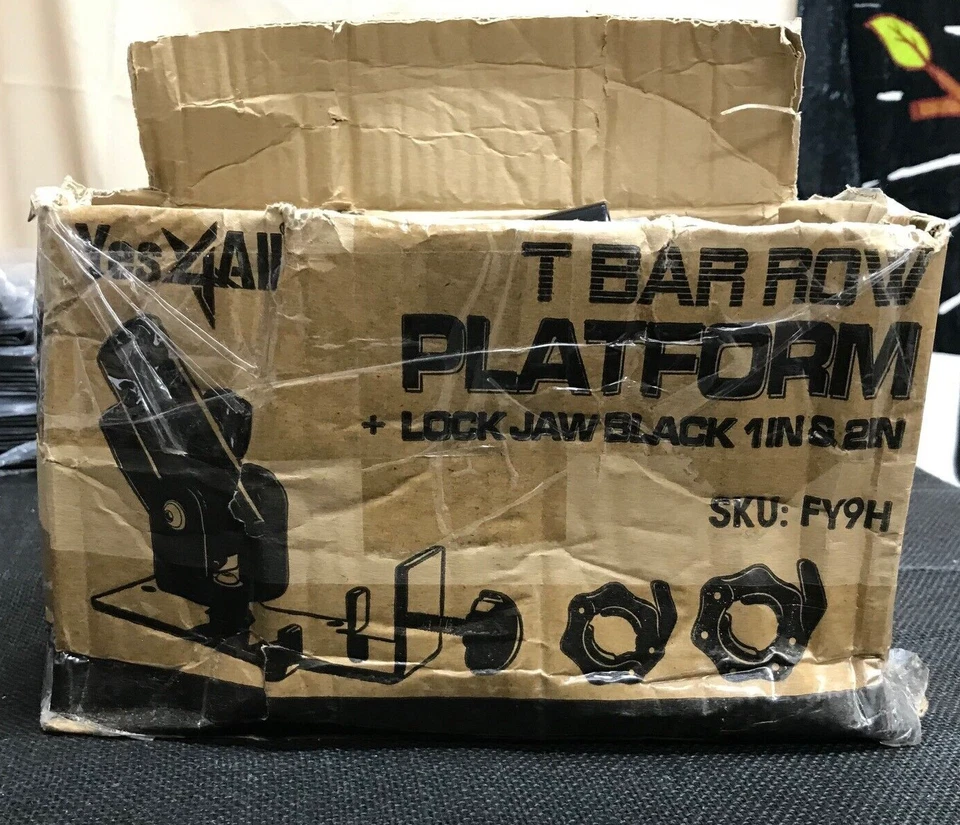 Yes4All
T BAR ROW
PLATFORM
+ LOCK JAW BLACK 1IN & 2IN
SKU: FY9H